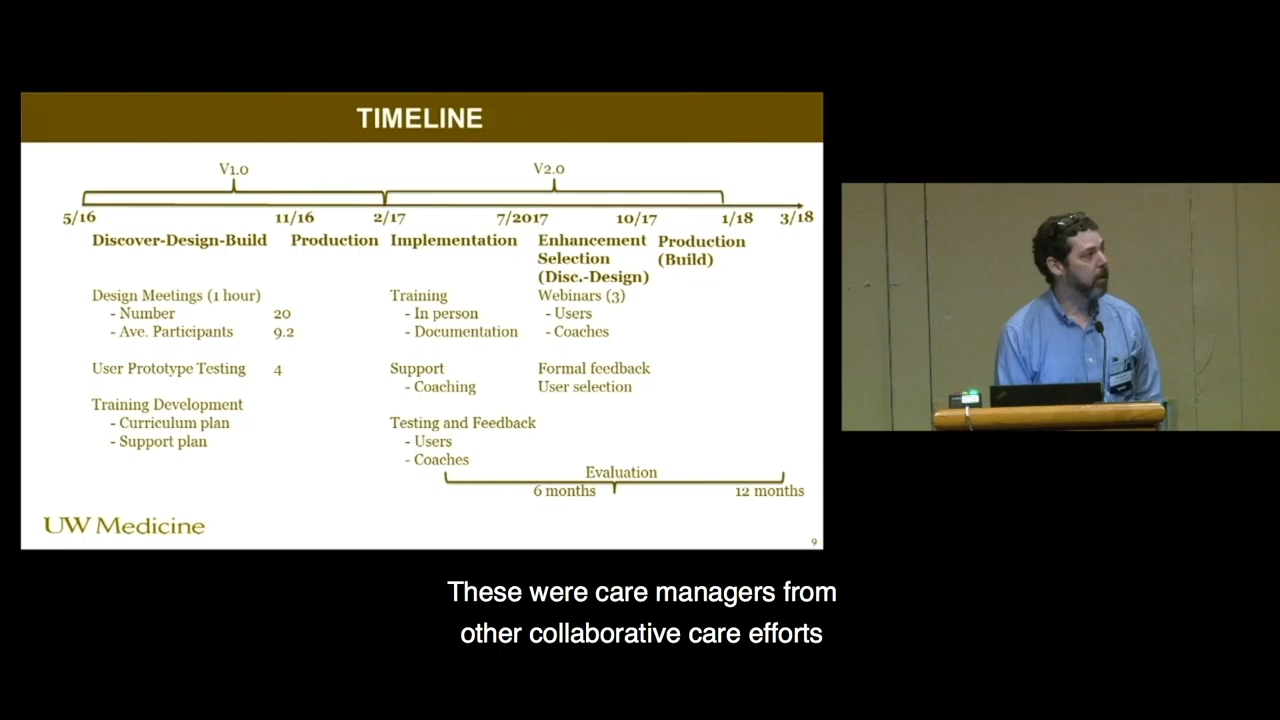 TIMELINE
V1.0 V2.0
5/16 11/16 2/17 7/2017 10/17 1/18 3/18
Discover-Design-Build Production Implementation Enhancement Selection (Disc.-Design) Production (Build)
Design Meetings (1 hour)
- Number 20
- Ave. Participants 9.2
User Prototype Testing 4
Training Development
- Curriculum plan
- Support plan
Training
- In person
- Documentation
Support
- Coaching
Testing and Feedback
- Users
- Coaches
Webinars (3)
- Users
- Coaches
Formal feedback
User selection
Evaluation
6 months 12 months
UW Medicine
9
These were care managers from
other collaborative care efforts